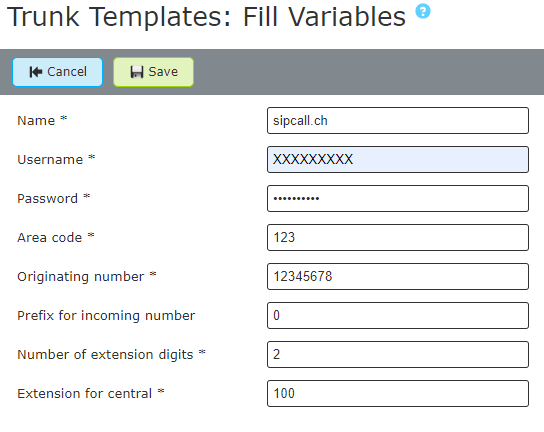 Trunk Templates: Fill Variables ?
Cancel Save
Name * sipcall.ch
Username * XXXXXXXXX
Password * ••••••••••
Area code * 123
Originating number * 12345678
Prefix for incoming number 0
Number of extension digits * 2
Extension for central * 100